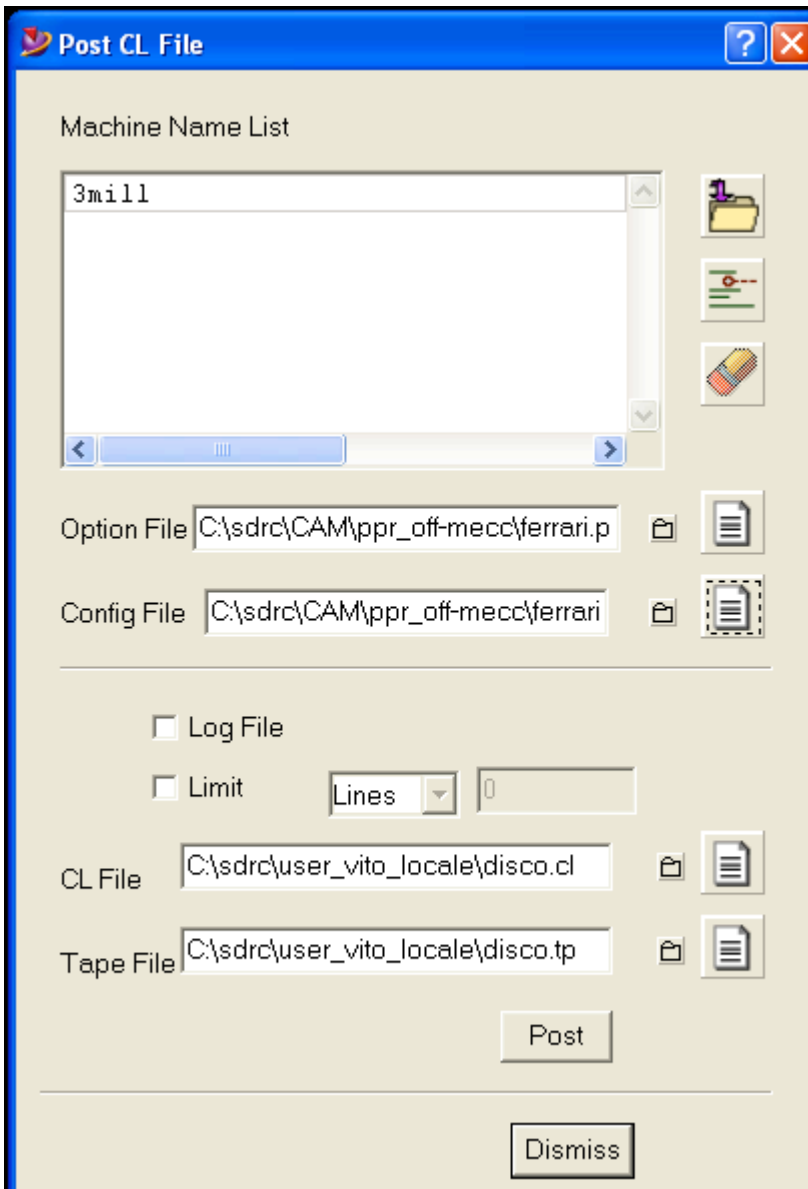 Post CL File
Machine Name List
3mill
Option File C:\sdrc\CAM\ppr_off-mecc\ferrari.p
Config File C:\sdrc\CAM\ppr_off-mecc\ferrari
Log File
Limit Lines 0
CL File C:\sdrc\user_vito_locale\disco.cl
Tape File C:\sdrc\user_vito_locale\disco.tp
Post
Dismiss